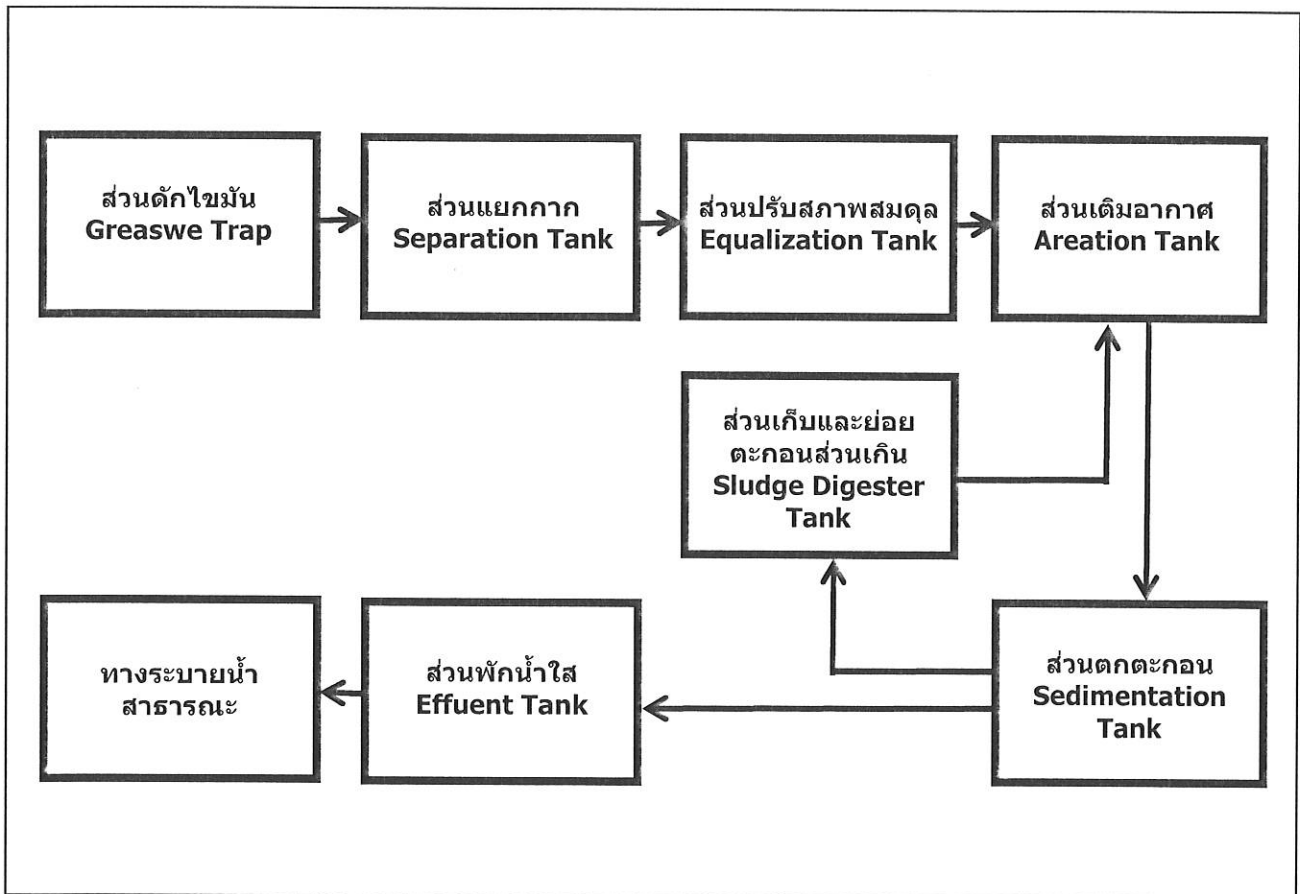 ส่วนดักไขมัน
Greaswe Trap
ส่วนแยกกาก
Separation Tank
ส่วนปรับสภาพสมดุล
Equalization Tank
ส่วนเติมอากาศ
Areation Tank
ส่วนเก็บและย่อย
ตะกอนส่วนเกิน
Sludge Digester
Tank
ทางระบายน้ำ
สาธารณะ
ส่วนพักน้ำใส
Effuent Tank
ส่วนตกตะกอน
Sedimentation
Tank